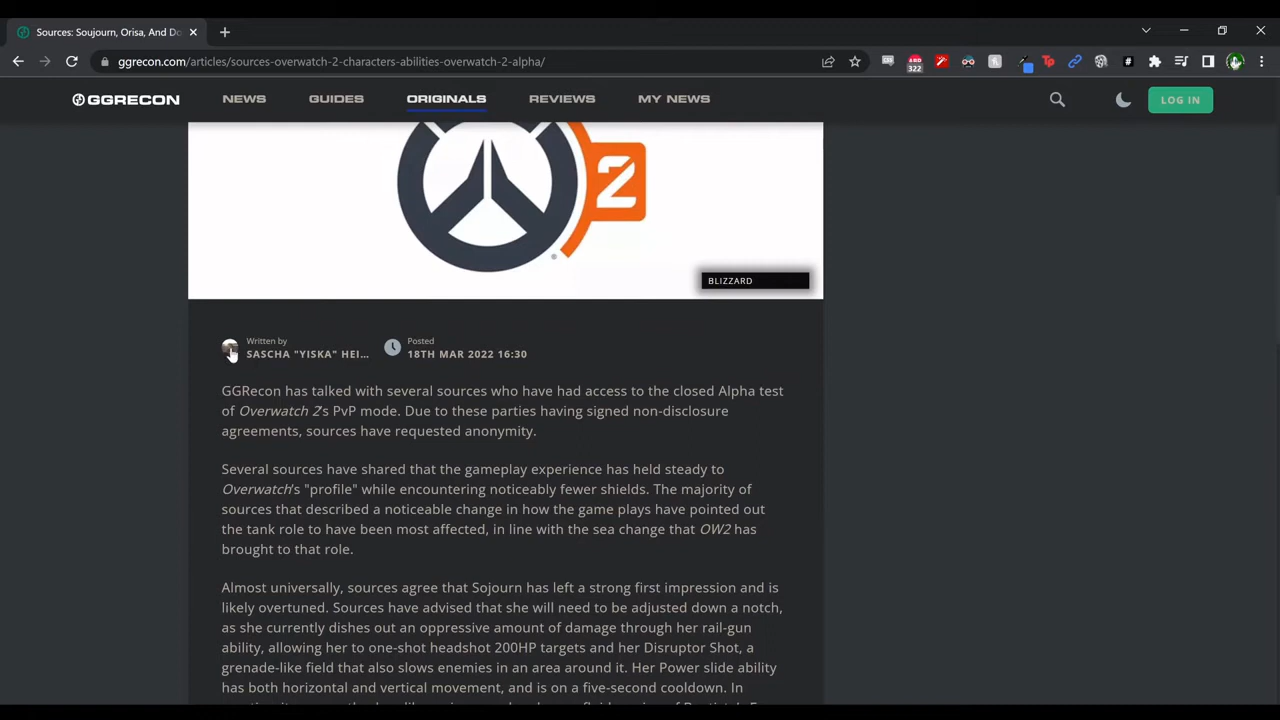 Sources: Soujourn, Orisa, And Do
ggrecon.com/articles/sources-overwatch-2-characters-abilities-overwatch-2-alpha/
322
GGRECON
NEWS
GUIDES
ORIGINALS
REVIEWS
MY NEWS
LOG IN
2
BLIZZARD
Written by
SASCHA "YISKA" HEI...
Posted
18TH MAR 2022 16:30
GGRecon has talked with several sources who have had access to the closed Alpha test
of Overwatch 2's PvP mode. Due to these parties having signed non-disclosure
agreements, sources have requested anonymity.
Several sources have shared that the gameplay experience has held steady to
Overwatch's "profile" while encountering noticeably fewer shields. The majority of
sources that described a noticeable change in how the game plays have pointed out
the tank role to have been most affected, in line with the sea change that OW2 has
brought to that role.
Almost universally, sources agree that Sojourn has left a strong first impression and is
likely overtuned. Sources have advised that she will need to be adjusted down a notch,
as she currently dishes out an oppressive amount of damage through her rail-gun
ability, allowing her to one-shot headshot 200HP targets and her Disruptor Shot, a
grenade-like field that also slows enemies in an area around it. Her Power slide ability
has both horizontal and vertical movement, and is on a five-second cooldown. In